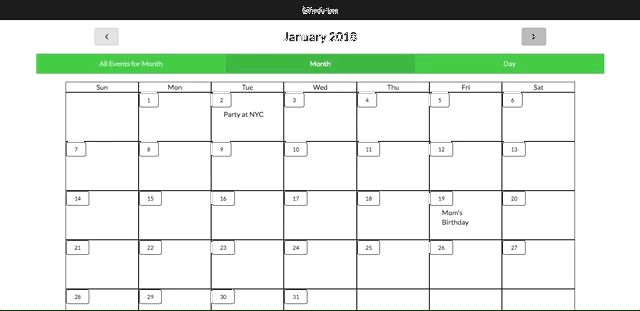 January 2018
All Events for Month Month Day
Sun Mon Tue Wed Thu Fri Sat
1 2 3 4 5 6
Party at NYC
7 8 9 10 11 12 13
14 15 16 17 18 19 20
Mom's
Birthday
21 22 23 24 25 26 27
28 29 30 31